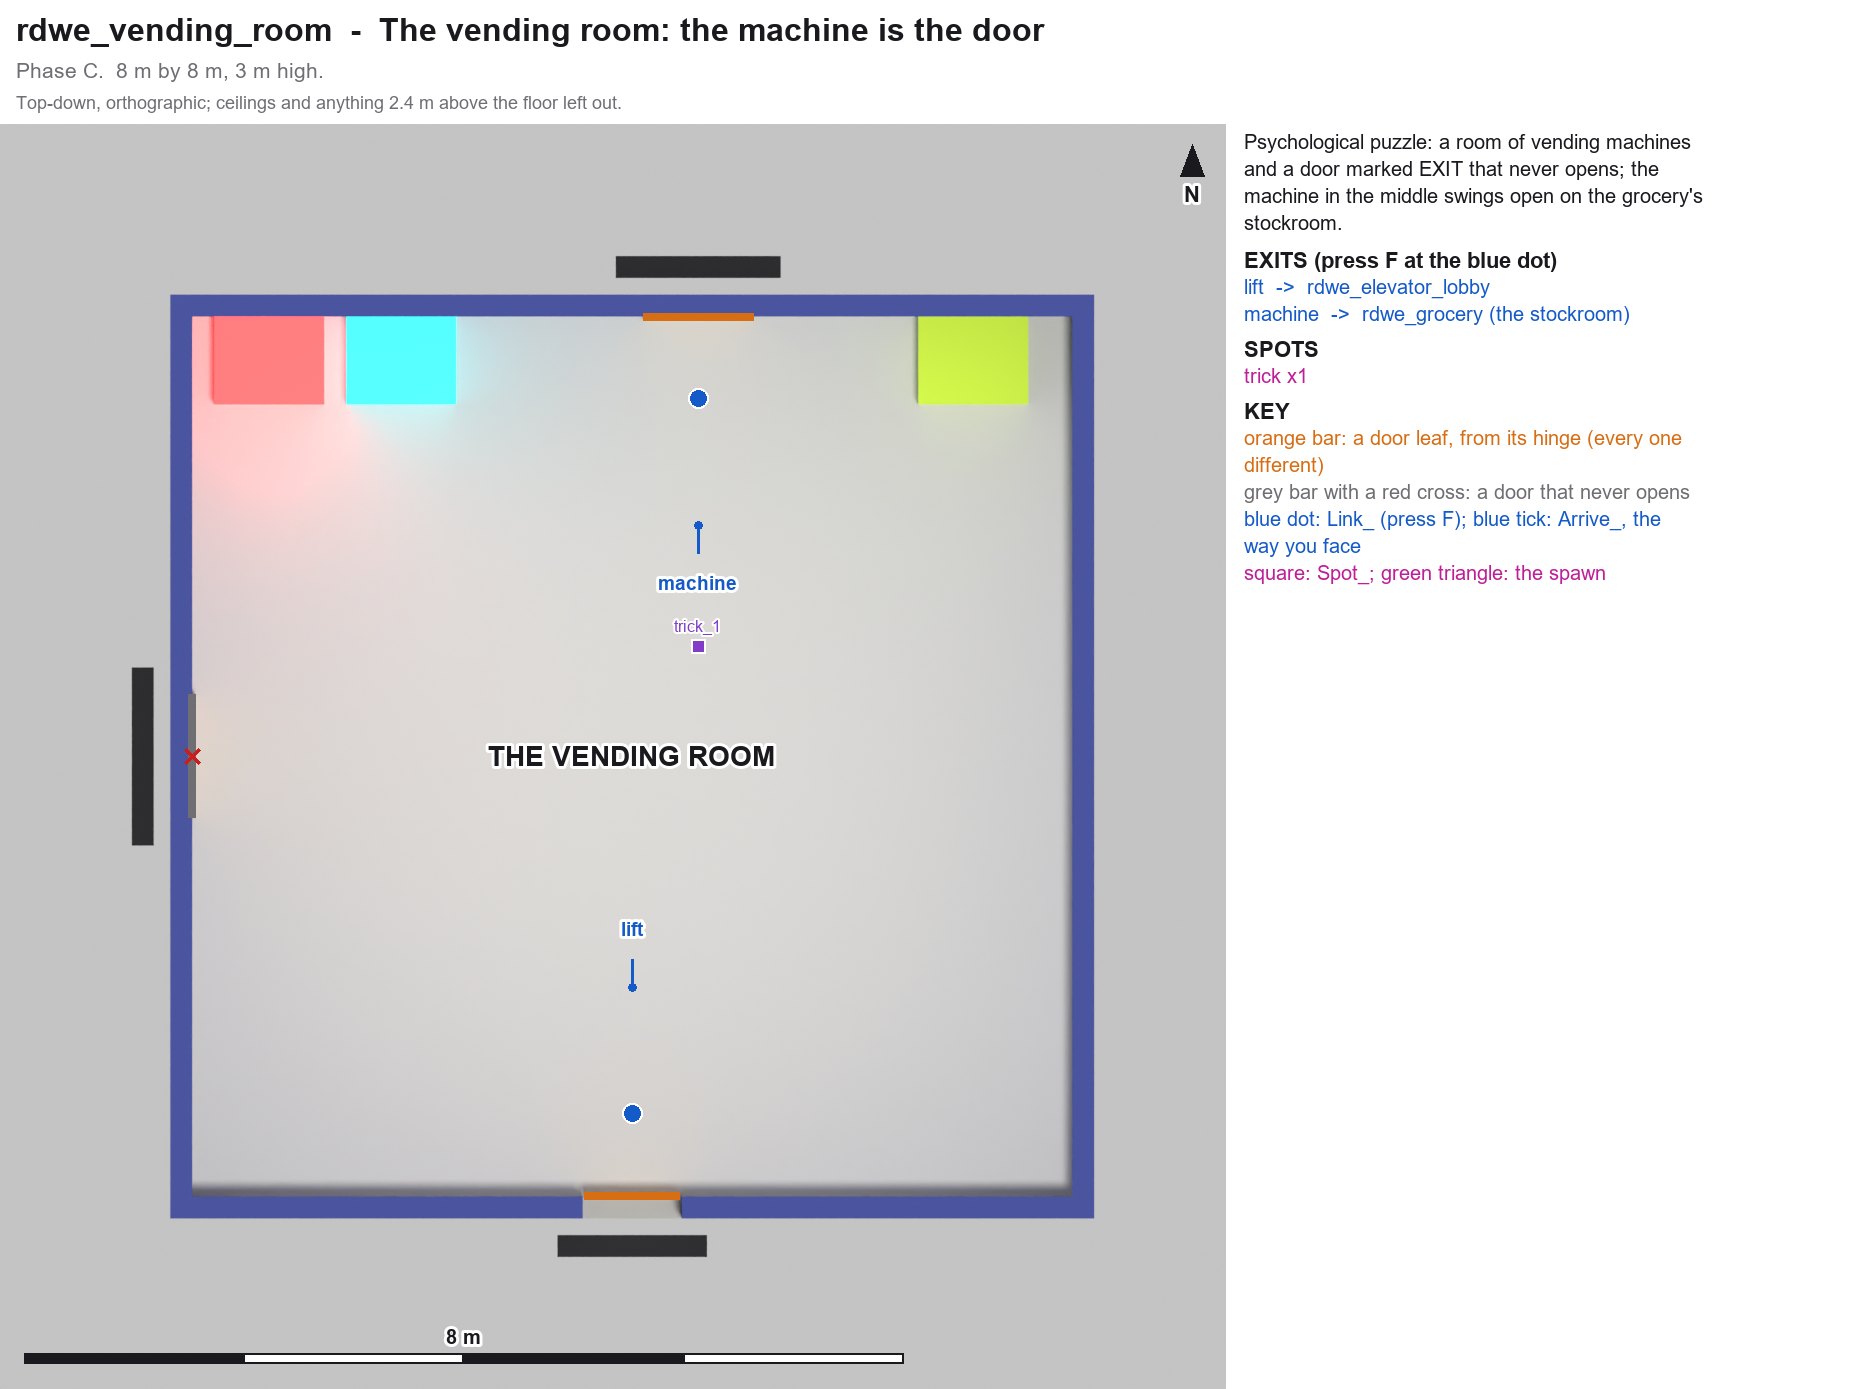 rdwe_vending_room  -  The vending room: the machine is the door
Phase C.  8 m by 8 m, 3 m high.
Top-down, orthographic; ceilings and anything 2.4 m above the floor left out.
N
machine
trick_1
THE VENDING ROOM
lift
8 m
Psychological puzzle: a room of vending machines
and a door marked EXIT that never opens; the
machine in the middle swings open on the grocery's
stockroom.
EXITS (press F at the blue dot)
lift  ->  rdwe_elevator_lobby
machine  ->  rdwe_grocery (the stockroom)
SPOTS
trick x1
KEY
orange bar: a door leaf, from its hinge (every one
different)
grey bar with a red cross: a door that never opens
blue dot: Link_ (press F); blue tick: Arrive_, the
way you face
square: Spot_; green triangle: the spawn